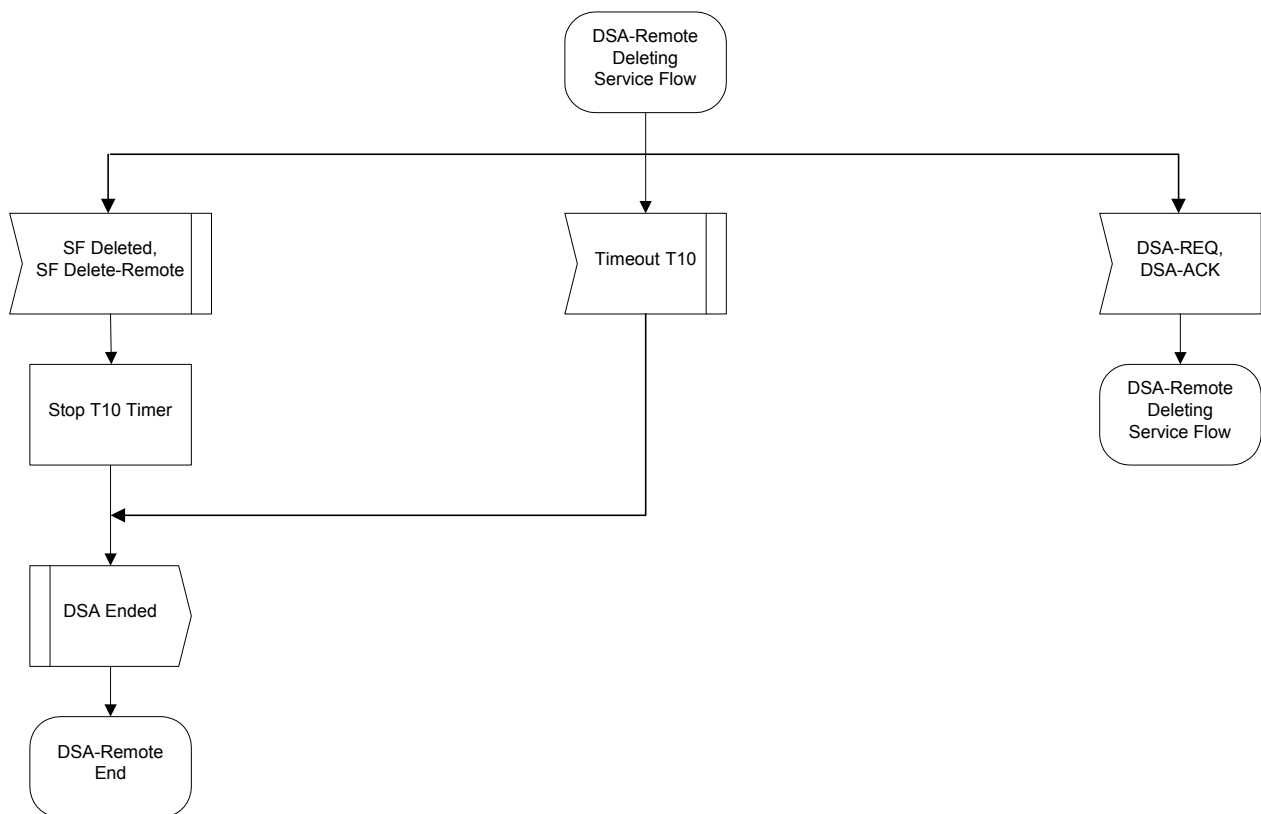 DSA-Remote
Deleting
Service Flow
SF Deleted,
SF Delete-Remote
Timeout T10
DSA-REQ,
DSA-ACK
Stop T10 Timer
DSA-Remote
Deleting
Service Flow
DSA Ended
DSA-Remote
End